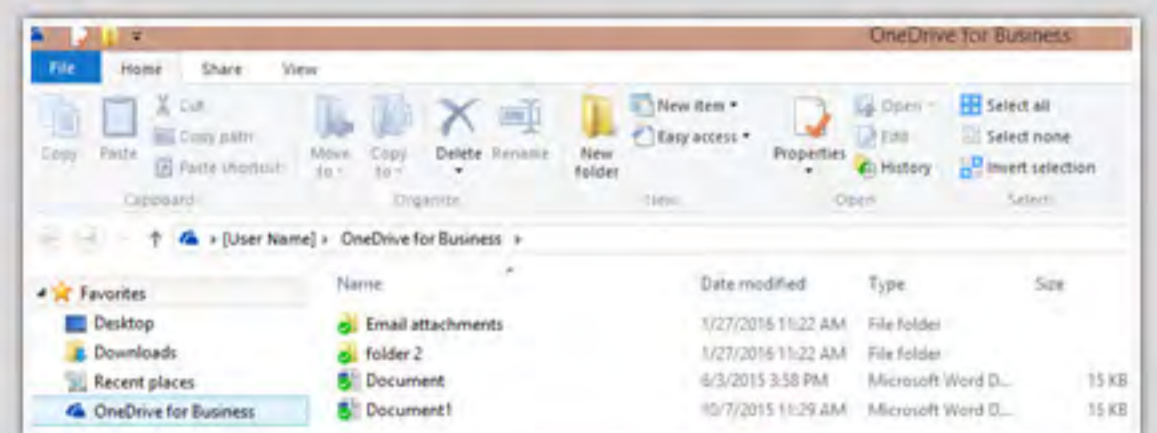 OneDrive for Business
File Home Share View
Cut
Copy path
Paste shortcut
Copy Paste Move to Copy to Delete Rename New folder
New item
Easy access
Properties
Open
Edit
History
Select all
Select none
Invert selection
Clipboard Organize New Open Select
[User Name] OneDrive for Business
Name Date modified Type Size
Favorites
Desktop Email attachments 1/27/2016 11:22 AM File folder
Downloads folder 2 1/27/2016 11:22 AM File folder
Recent places Document 6/3/2015 3:58 PM Microsoft Word D... 15 KB
OneDrive for Business Document1 10/7/2015 11:29 AM Microsoft Word D... 15 KB